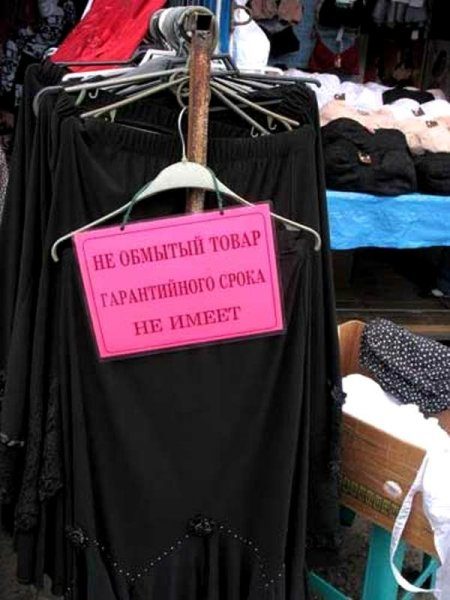 НЕ ОБМЫТЫЙ ТОВАР
ГАРАНТИЙНОГО СРОКА
НЕ ИМЕЕТ